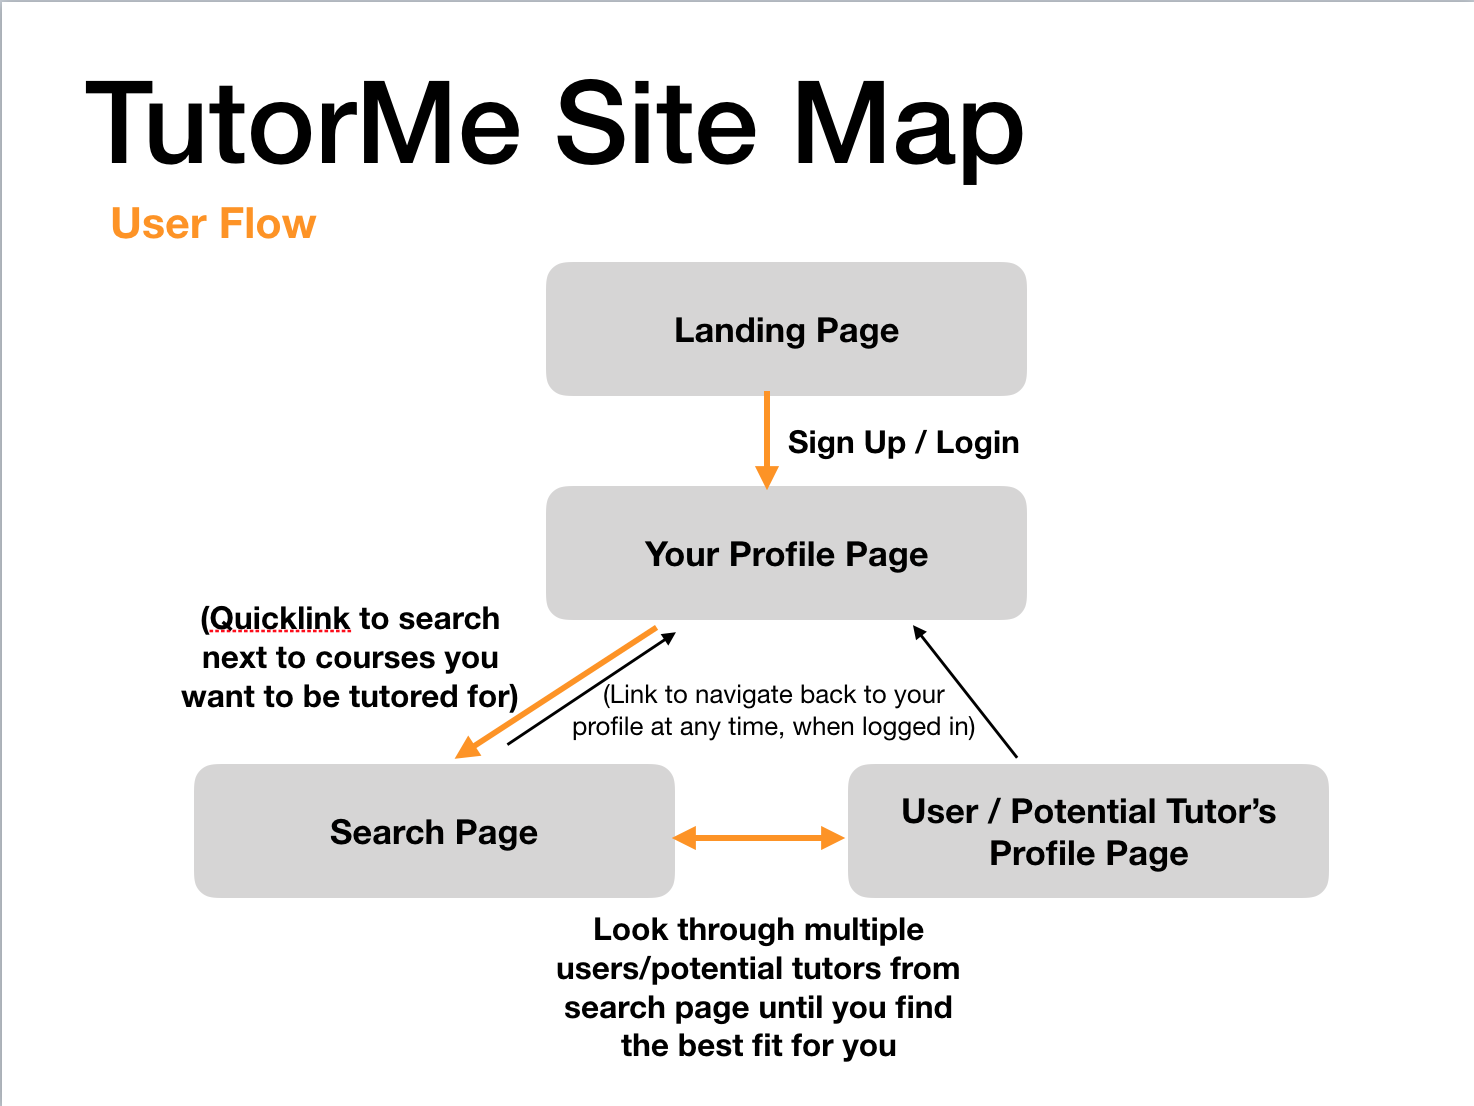 TutorMe Site Map
User Flow
Landing Page
Sign Up / Login
Your Profile Page
(Quicklink to search
next to courses you
want to be tutored for)
(Link to navigate back to your
profile at any time, when logged in)
Search Page
User / Potential Tutor’s
Profile Page
Look through multiple
users/potential tutors from
search page until you find
the best fit for you